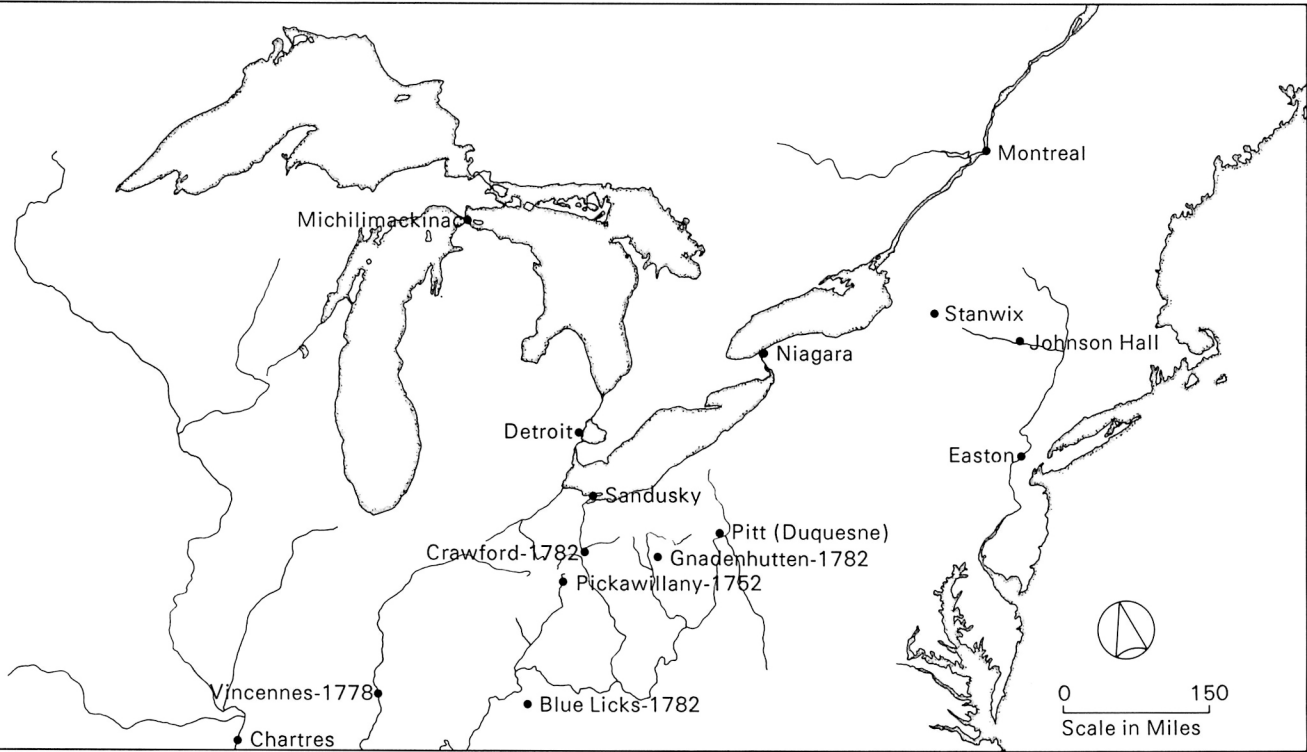 Montreal
Michilimackinac
Stanwix
Johnson Hall
Niagara
Detroit
Easton
Sandusky
Pitt (Duquesne)
Crawford-1782
Gnadenhutten-1782
Pickawillany-1752
Vincennes-1778
Blue Licks-1782
0 150
Scale in Miles
Chartres